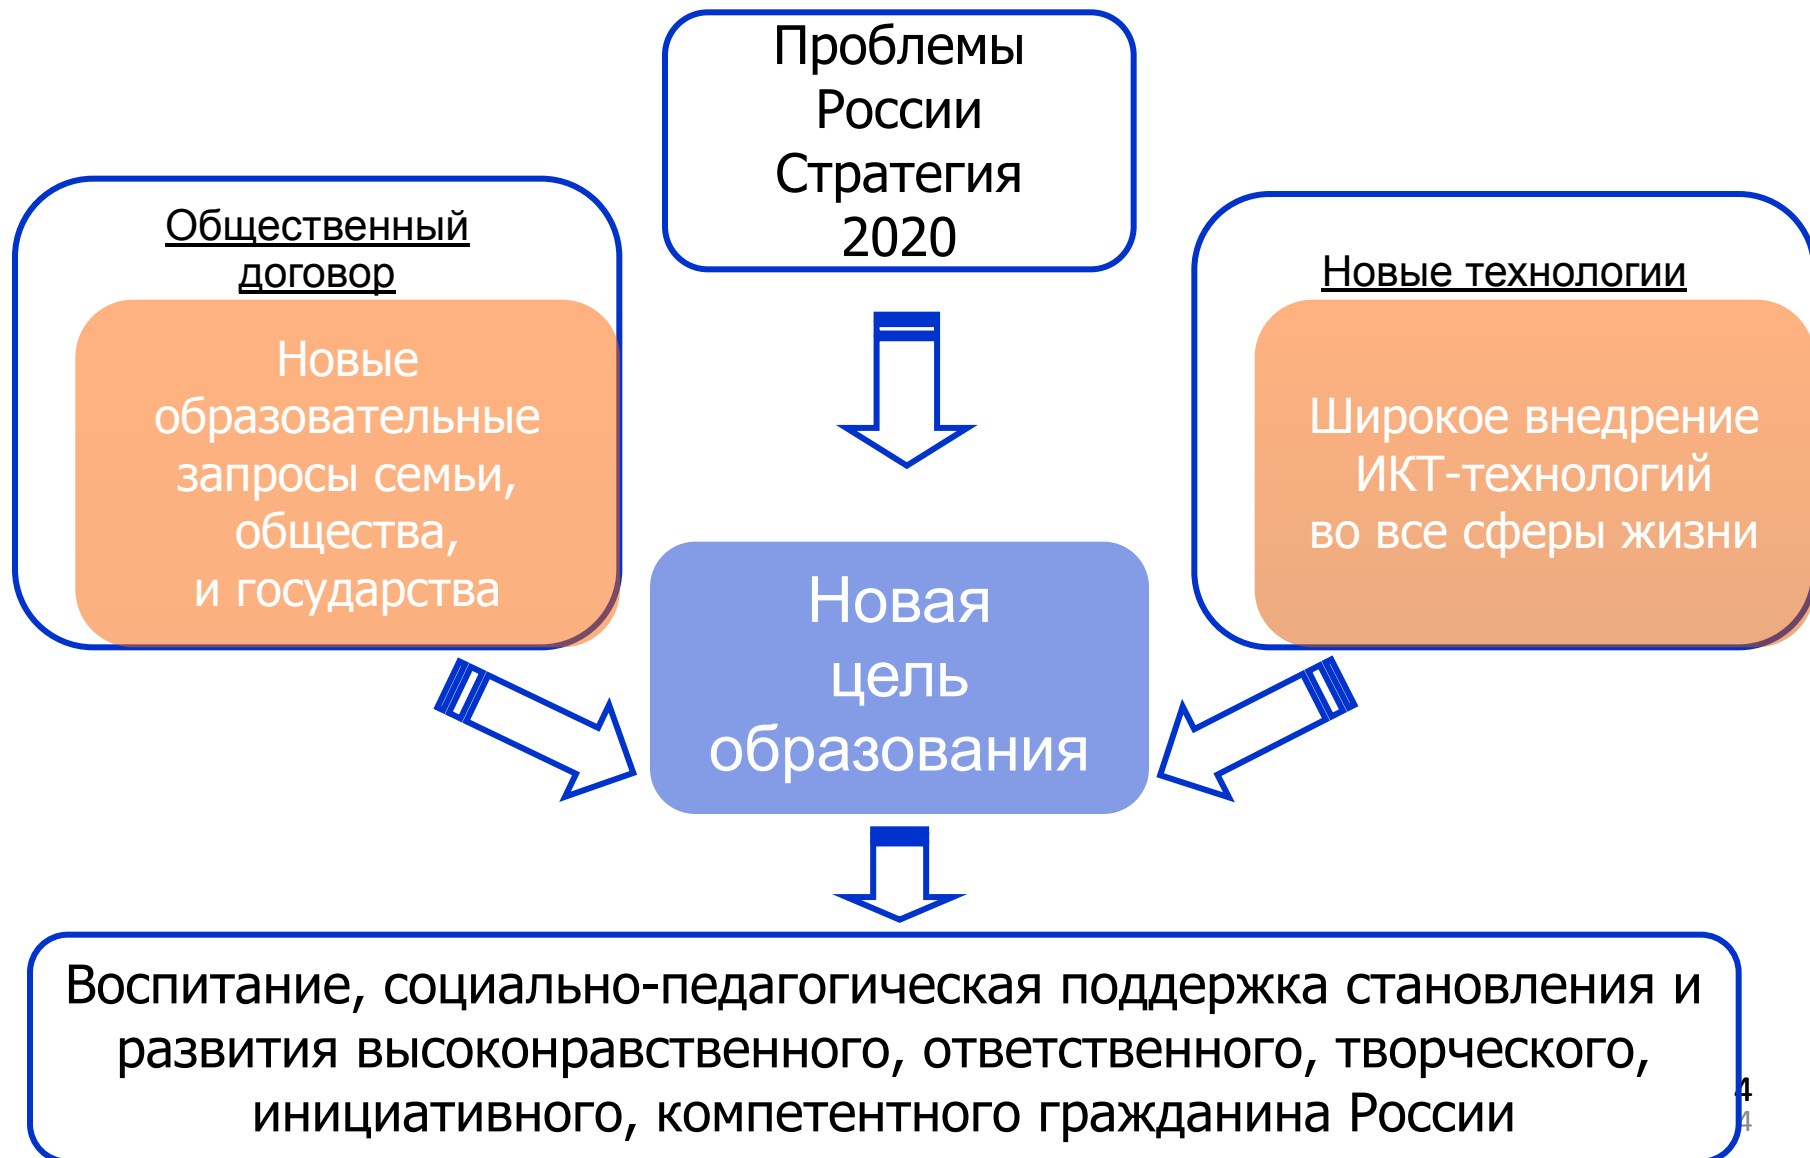 Проблемы
России
Стратегия
2020
Общественный
договор
Новые
образовательные
запросы семьи,
общества,
и государства
Новые технологии
Широкое внедрение
ИКТ-технологий
во все сферы жизни
Новая
цель
образования
Воспитание, социально-педагогическая поддержка становления и
развития высоконравственного, ответственного, творческого,
инициативного, компетентного гражданина России
4
4